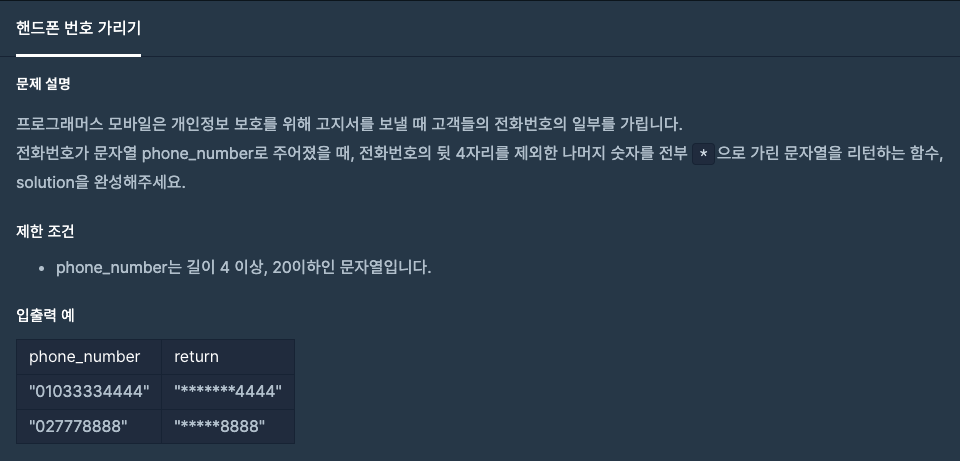 핸드폰 번호 가리기
문제 설명
프로그래머스 모바일은 개인정보 보호를 위해 고지서를 보낼 때 고객들의 전화번호의 일부를 가립니다.
전화번호가 문자열 phone_number로 주어졌을 때, 전화번호의 뒷 4자리를 제외한 나머지 숫자를 전부 * 으로 가린 문자열을 리턴하는 함수,
solution을 완성해주세요.
제한 조건
• phone_number는 길이 4 이상, 20이하인 문자열입니다.
입출력 예
phone_number return
"01033334444" "*******4444"
"027778888" "*****8888"